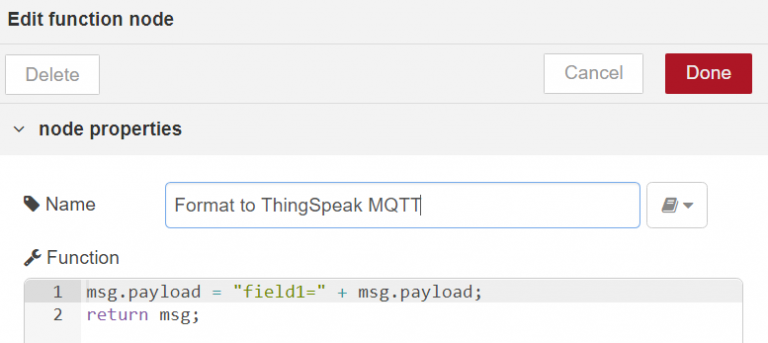 Edit function node
Delete Cancel Done
node properties
Name Format to ThingSpeak MQTT
Function
1 msg.payload = "field1=" + msg.payload;
2 return msg;